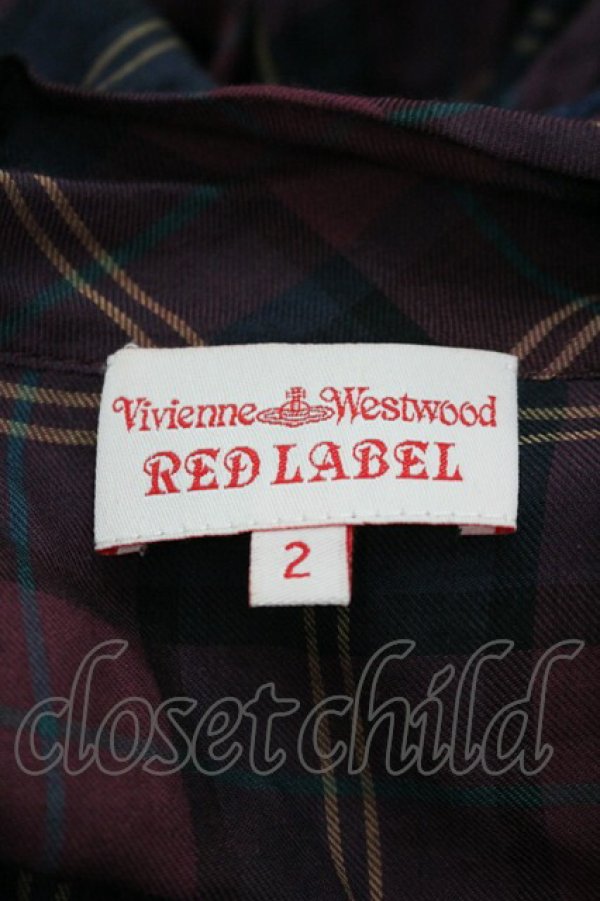 Vivienne Westwood
RED LABEL
2
closetchild